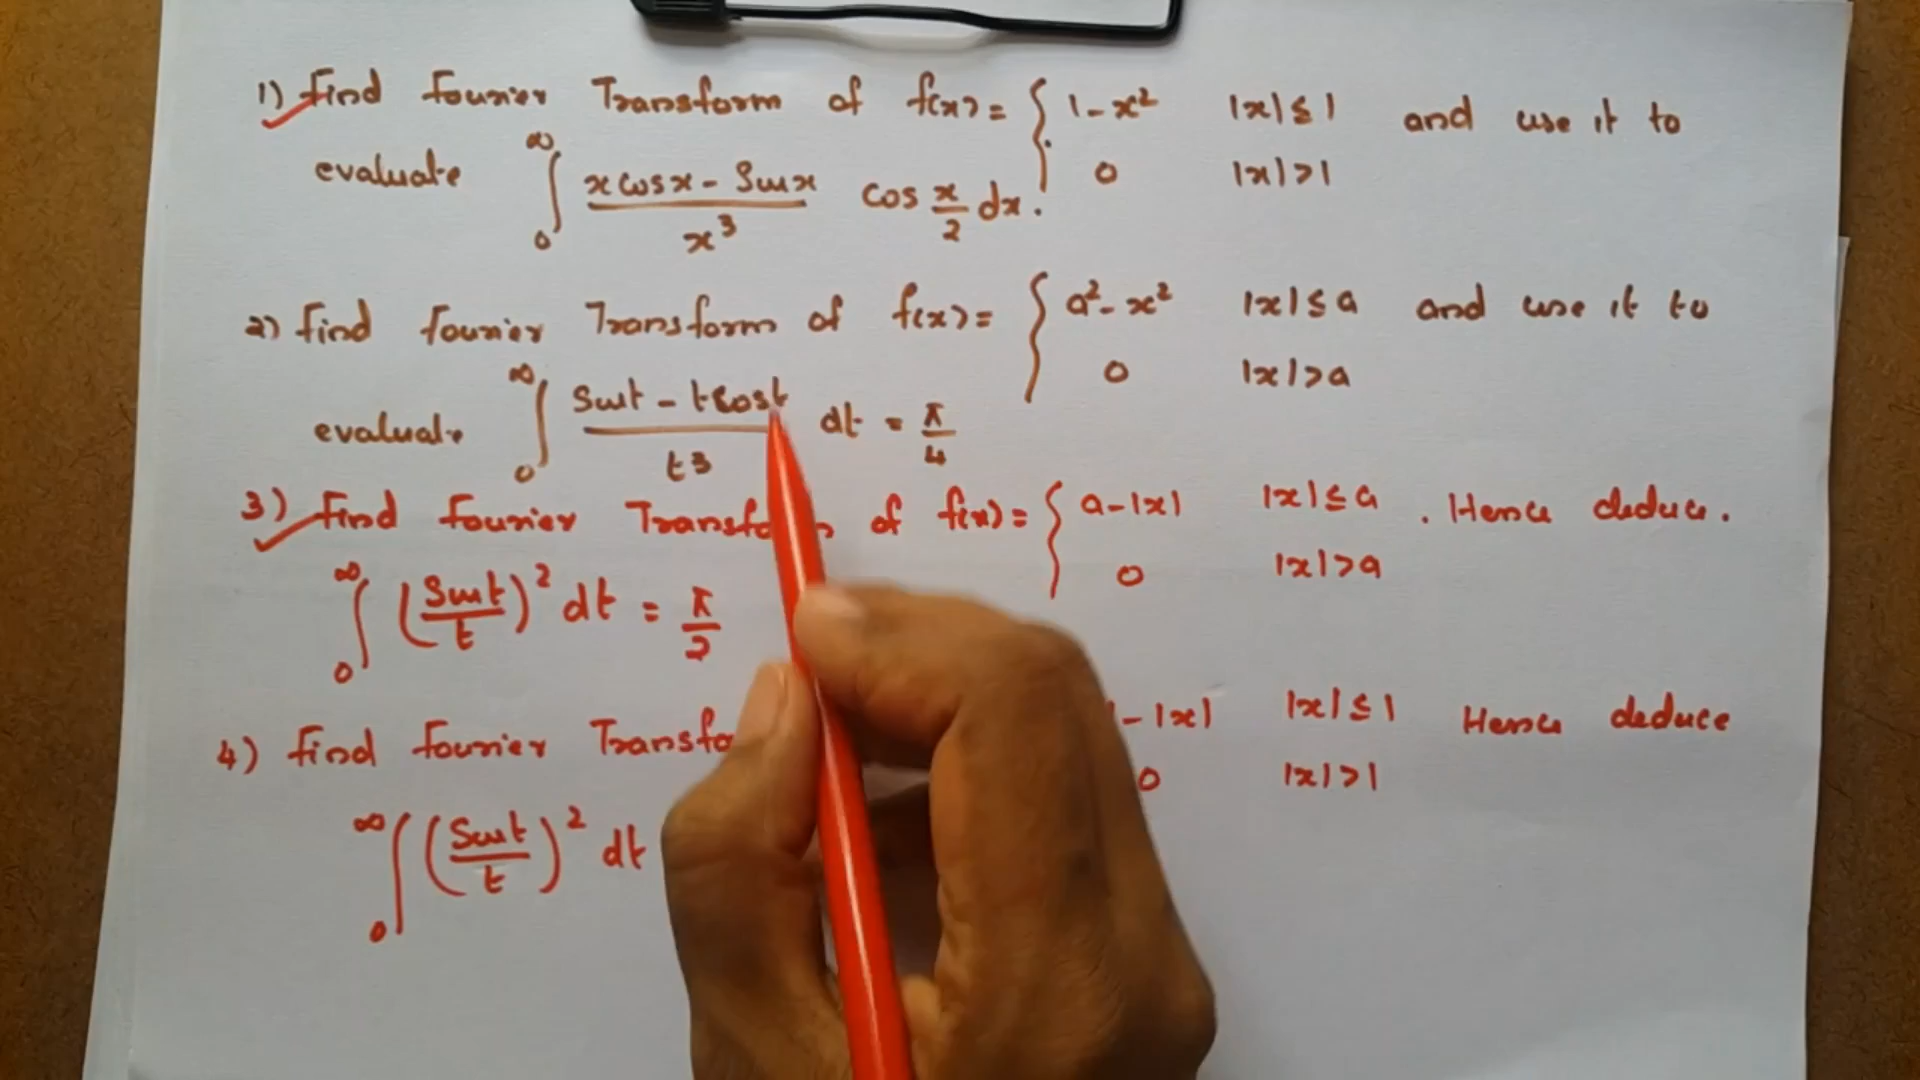 1) Find Fourier Transform of f(x) = { 1 - x² |x| ≤ 1 and use it to
0 |x| > 1
evaluate ∫₀^∞ (x cos x - sin x)/x³ cos x/2 dx.
2) Find Fourier Transform of f(x) = { a² - x² |x| ≤ a and use it to
0 |x| > a
evaluate ∫₀^∞ (sin t - t cos t)/t³ dt = π/4
3) Find Fourier Transform of f(x) = { a - |x| |x| ≤ a . Hence deduce.
0 |x| > a
∫₀^∞ (sin t/t)² dt = π/2
4) Find Fourier Transfo - |x| |x| ≤ 1 Hence deduce
0 |x| > 1
∫₀^∞ (sin t/t)² dt